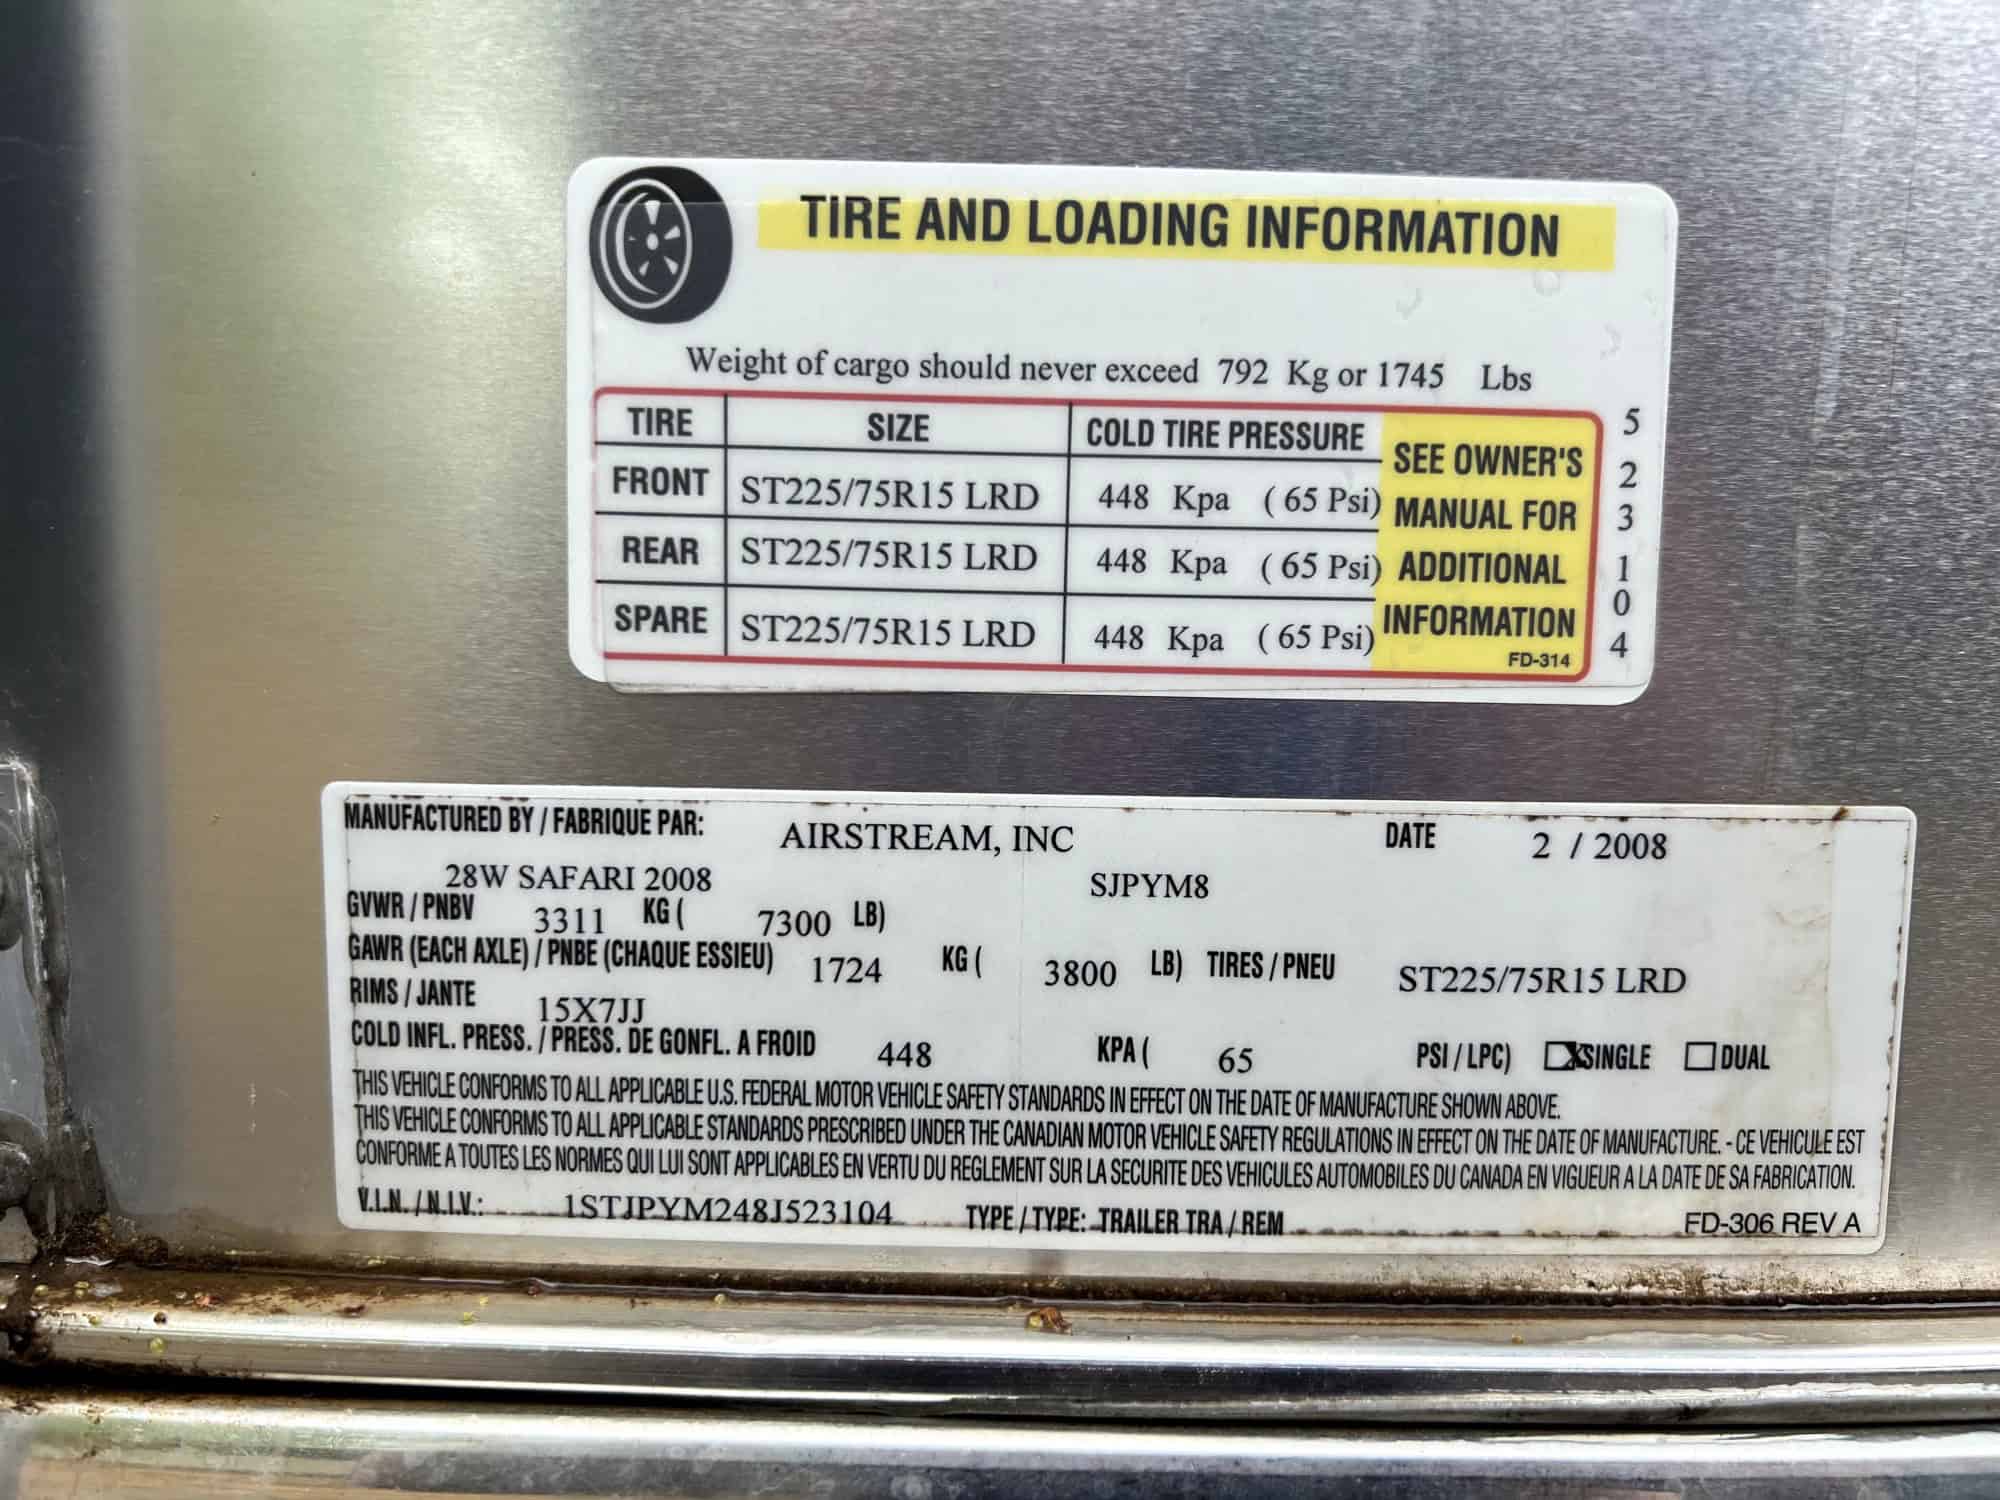 TIRE AND LOADING INFORMATION
Weight of cargo should never exceed 792 Kg or 1745 Lbs
TIRE SIZE COLD TIRE PRESSURE
FRONT ST225/75R15 LRD 448 Kpa ( 65 Psi)
REAR ST225/75R15 LRD 448 Kpa ( 65 Psi)
SPARE ST225/75R15 LRD 448 Kpa ( 65 Psi)
SEE OWNER'S
MANUAL FOR
ADDITIONAL
INFORMATION
FD-314
5
2
3
1
0
4
MANUFACTURED BY / FABRIQUE PAR: AIRSTREAM, INC DATE 2 / 2008
28W SAFARI 2008 SJPYM8
GVWR / PNBV 3311 KG ( 7300 LB)
GAWR (EACH AXLE) / PNBE (CHAQUE ESSIEU) 1724 KG ( 3800 LB) TIRES / PNEU ST225/75R15 LRD
RIMS / JANTE 15X7JJ
COLD INFL. PRESS. / PRESS. DE GONFL. A FROID 448 KPA ( 65 PSI / LPC) X SINGLE DUAL
THIS VEHICLE CONFORMS TO ALL APPLICABLE U.S. FEDERAL MOTOR VEHICLE SAFETY STANDARDS IN EFFECT ON THE DATE OF MANUFACTURE SHOWN ABOVE.
THIS VEHICLE CONFORMS TO ALL APPLICABLE STANDARDS PRESCRIBED UNDER THE CANADIAN MOTOR VEHICLE SAFETY REGULATIONS IN EFFECT ON THE DATE OF MANUFACTURE. - CE VEHICULE EST
CONFORME A TOUTES LES NORMES QUI LUI SONT APPLICABLES EN VERTU DU REGLEMENT SUR LA SECURITE DES VEHICULES AUTOMOBILES DU CANADA EN VIGUEUR A LA DATE DE SA FABRICATION.
V.I.N. / N.I.V.: 1STJPYM248J523104 TYPE / TYPE: TRAILER TRA / REM FD-306 REV A